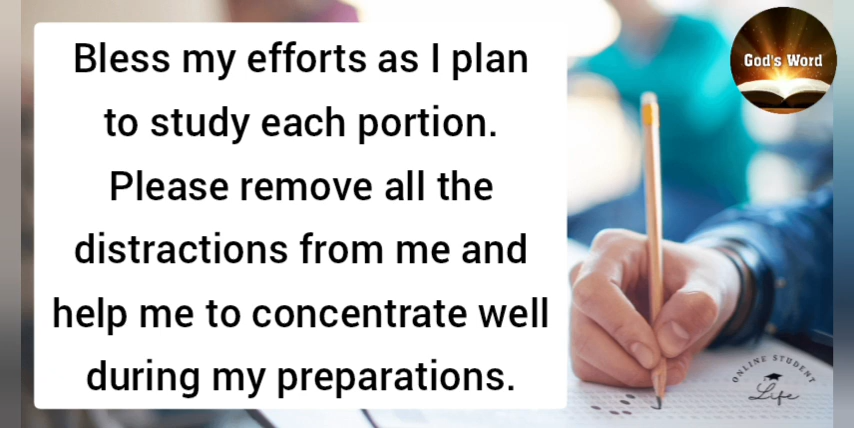 Bless my efforts as I plan
to study each portion.
Please remove all the
distractions from me and
help me to concentrate well
during my preparations.
God's Word
ONLINE STUDENT
Life